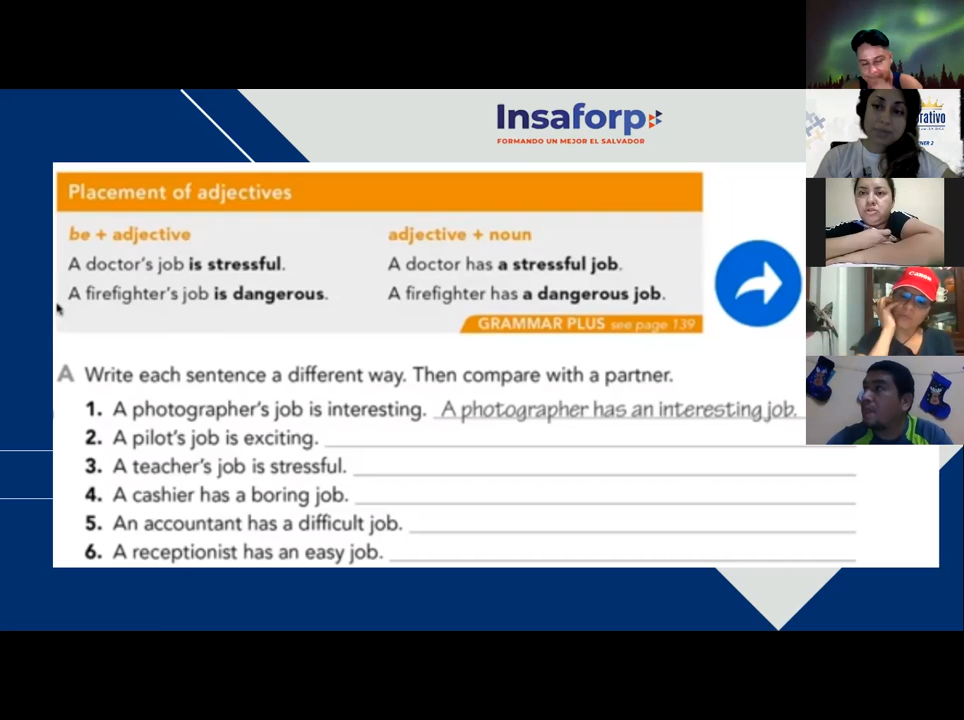 Insaforp
FORMANDO UN MEJOR EL SALVADOR
Placement of adjectives
be + adjective
A doctor's job is stressful.
A firefighter's job is dangerous.
adjective + noun
A doctor has a stressful job.
A firefighter has a dangerous job.
GRAMMAR PLUS see page 139
A Write each sentence a different way. Then compare with a partner.
1. A photographer's job is interesting. A photographer has an interesting job.
2. A pilot's job is exciting.
3. A teacher's job is stressful.
4. A cashier has a boring job.
5. An accountant has a difficult job.
6. A receptionist has an easy job.
Canon